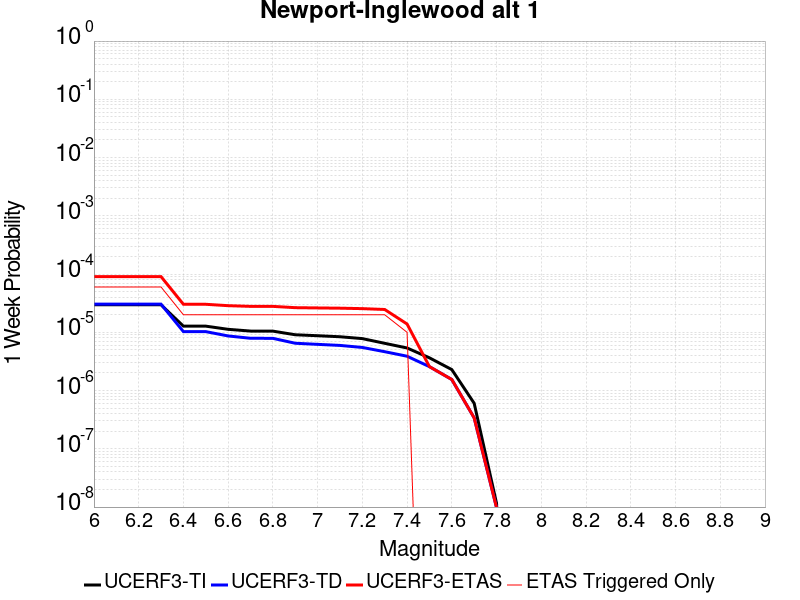 Newport-Inglewood alt 1
10^0
10^-1
10^-2
10^-3
10^-4
10^-5
10^-6
10^-7
10^-8
1 Week Probability
6 6.2 6.4 6.6 6.8 7 7.2 7.4 7.6 7.8 8 8.2 8.4 8.6 8.8 9
Magnitude
UCERF3-TI UCERF3-TD UCERF3-ETAS ETAS Triggered Only